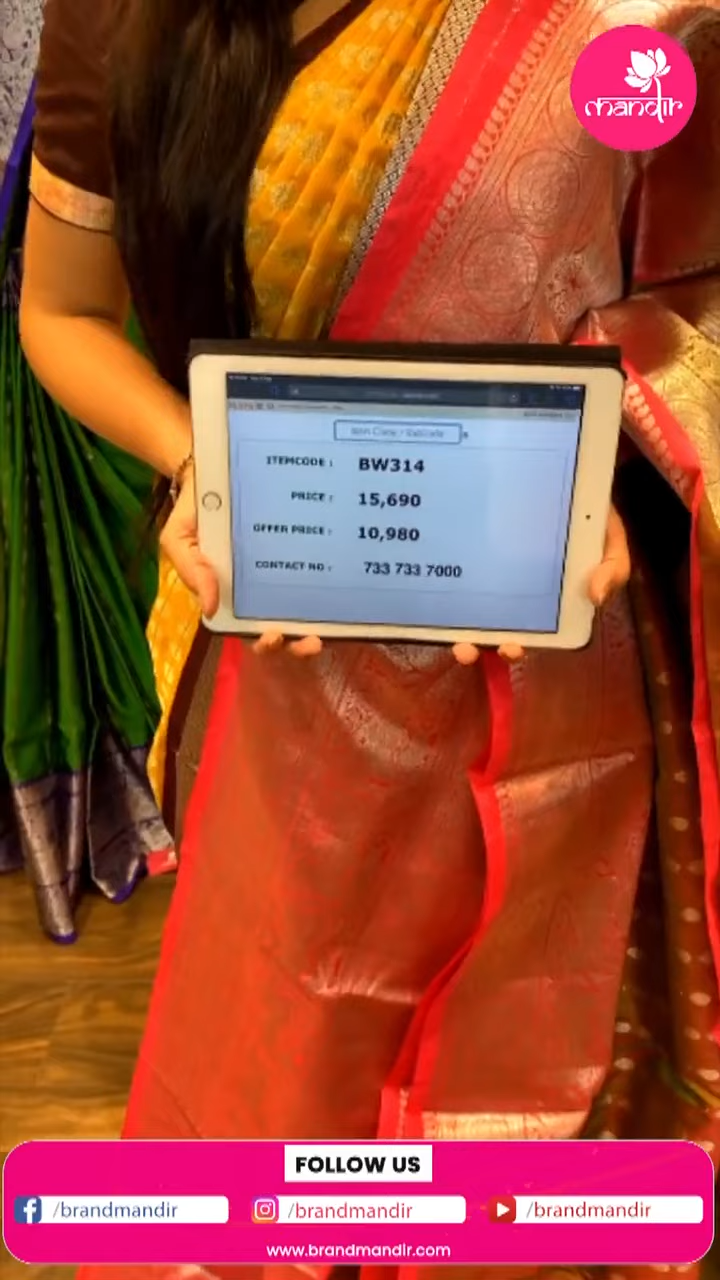 mandir
ITEMCODE : BW314
PRICE : 15,690
OFFER PRICE : 10,980
CONTACT NO : 733 733 7000
FOLLOW US
/brandmandir /brandmandir /brandmandir
www.brandmandir.com